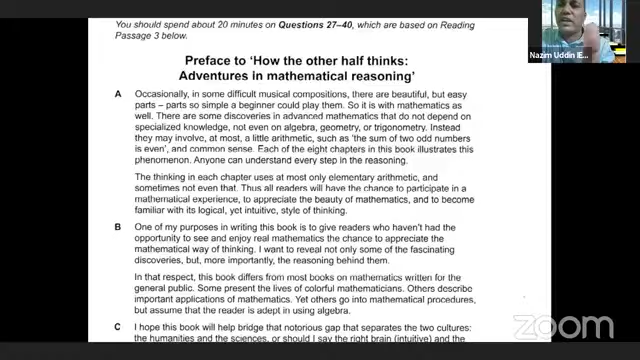 You should spend about 20 minutes on Questions 27–40, which are based on Reading
Passage 3 below.
Nazim Uddin IE...
Preface to ‘How the other half thinks:
Adventures in mathematical reasoning’
A Occasionally, in some difficult musical compositions, there are beautiful, but easy
parts – parts so simple a beginner could play them. So it is with mathematics as
well. There are some discoveries in advanced mathematics that do not depend on
specialized knowledge, not even on algebra, geometry, or trigonometry. Instead
they may involve, at most, a little arithmetic, such as ‘the sum of two odd numbers
is even’, and common sense. Each of the eight chapters in this book illustrates this
phenomenon. Anyone can understand every step in the reasoning.
The thinking in each chapter uses at most only elementary arithmetic, and
sometimes not even that. Thus all readers will have the chance to participate in a
mathematical experience, to appreciate the beauty of mathematics, and to become
familiar with its logical, yet intuitive, style of thinking.
B One of my purposes in writing this book is to give readers who haven’t had the
opportunity to see and enjoy real mathematics the chance to appreciate the
mathematical way of thinking. I want to reveal not only some of the fascinating
discoveries, but, more importantly, the reasoning behind them.
In that respect, this book differs from most books on mathematics written for the
general public. Some present the lives of colorful mathematicians. Others describe
important applications of mathematics. Yet others go into mathematical procedures,
but assume that the reader is adept in using algebra.
C I hope this book will help bridge that notorious gap that separates the two cultures:
the humanities and the sciences, or should I say the right brain (intuitive) and the
zoom